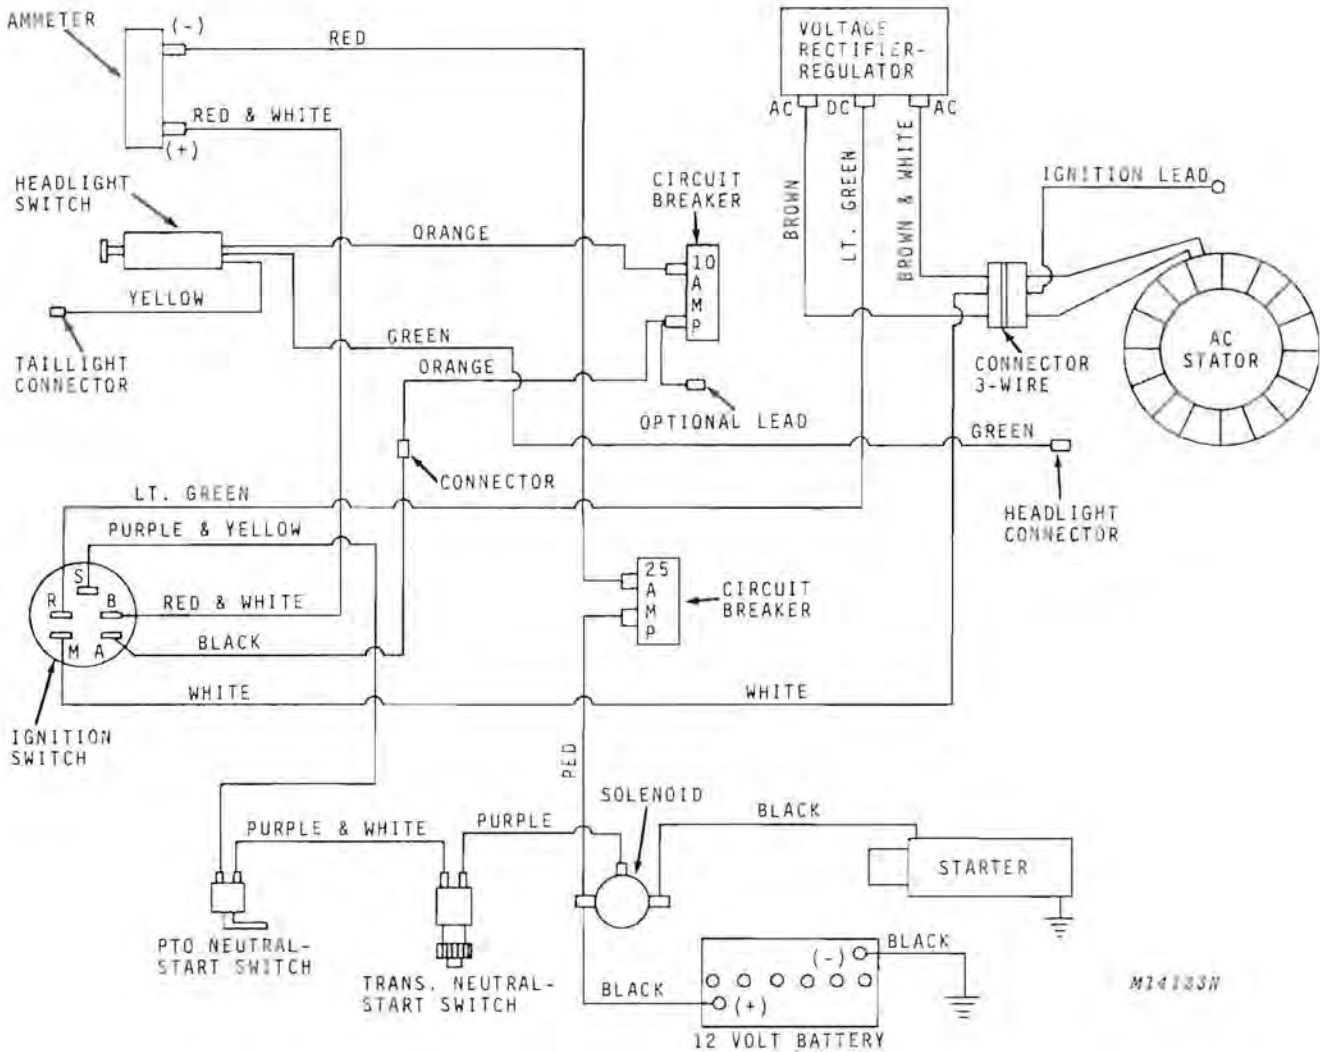 AMMETER
(-)
RED
VOLTAGE
RECTIFIER-
REGULATOR
AC DC AC
RED & WHITE
(+)
HEADLIGHT
SWITCH
CIRCUIT
BREAKER
BROWN
LT. GREEN
BROWN & WHITE
IGNITION LEAD
ORANGE
10
A
M
P
YELLOW
TAILLIGHT
CONNECTOR
GREEN
ORANGE
OPTIONAL LEAD
CONNECTOR
3-WIRE
AC
STATOR
GREEN
HEADLIGHT
CONNECTOR
CONNECTOR
LT. GREEN
PURPLE & YELLOW
S
R
B
M
A
RED & WHITE
BLACK
25
A
M
P
CIRCUIT
BREAKER
WHITE
WHITE
IGNITION
SWITCH
RED
SOLENOID
PURPLE & WHITE
PURPLE
BLACK
STARTER
PTO NEUTRAL-
START SWITCH
TRANS. NEUTRAL-
START SWITCH
BLACK
(-)
BLACK
(+)
12 VOLT BATTERY
M14133N